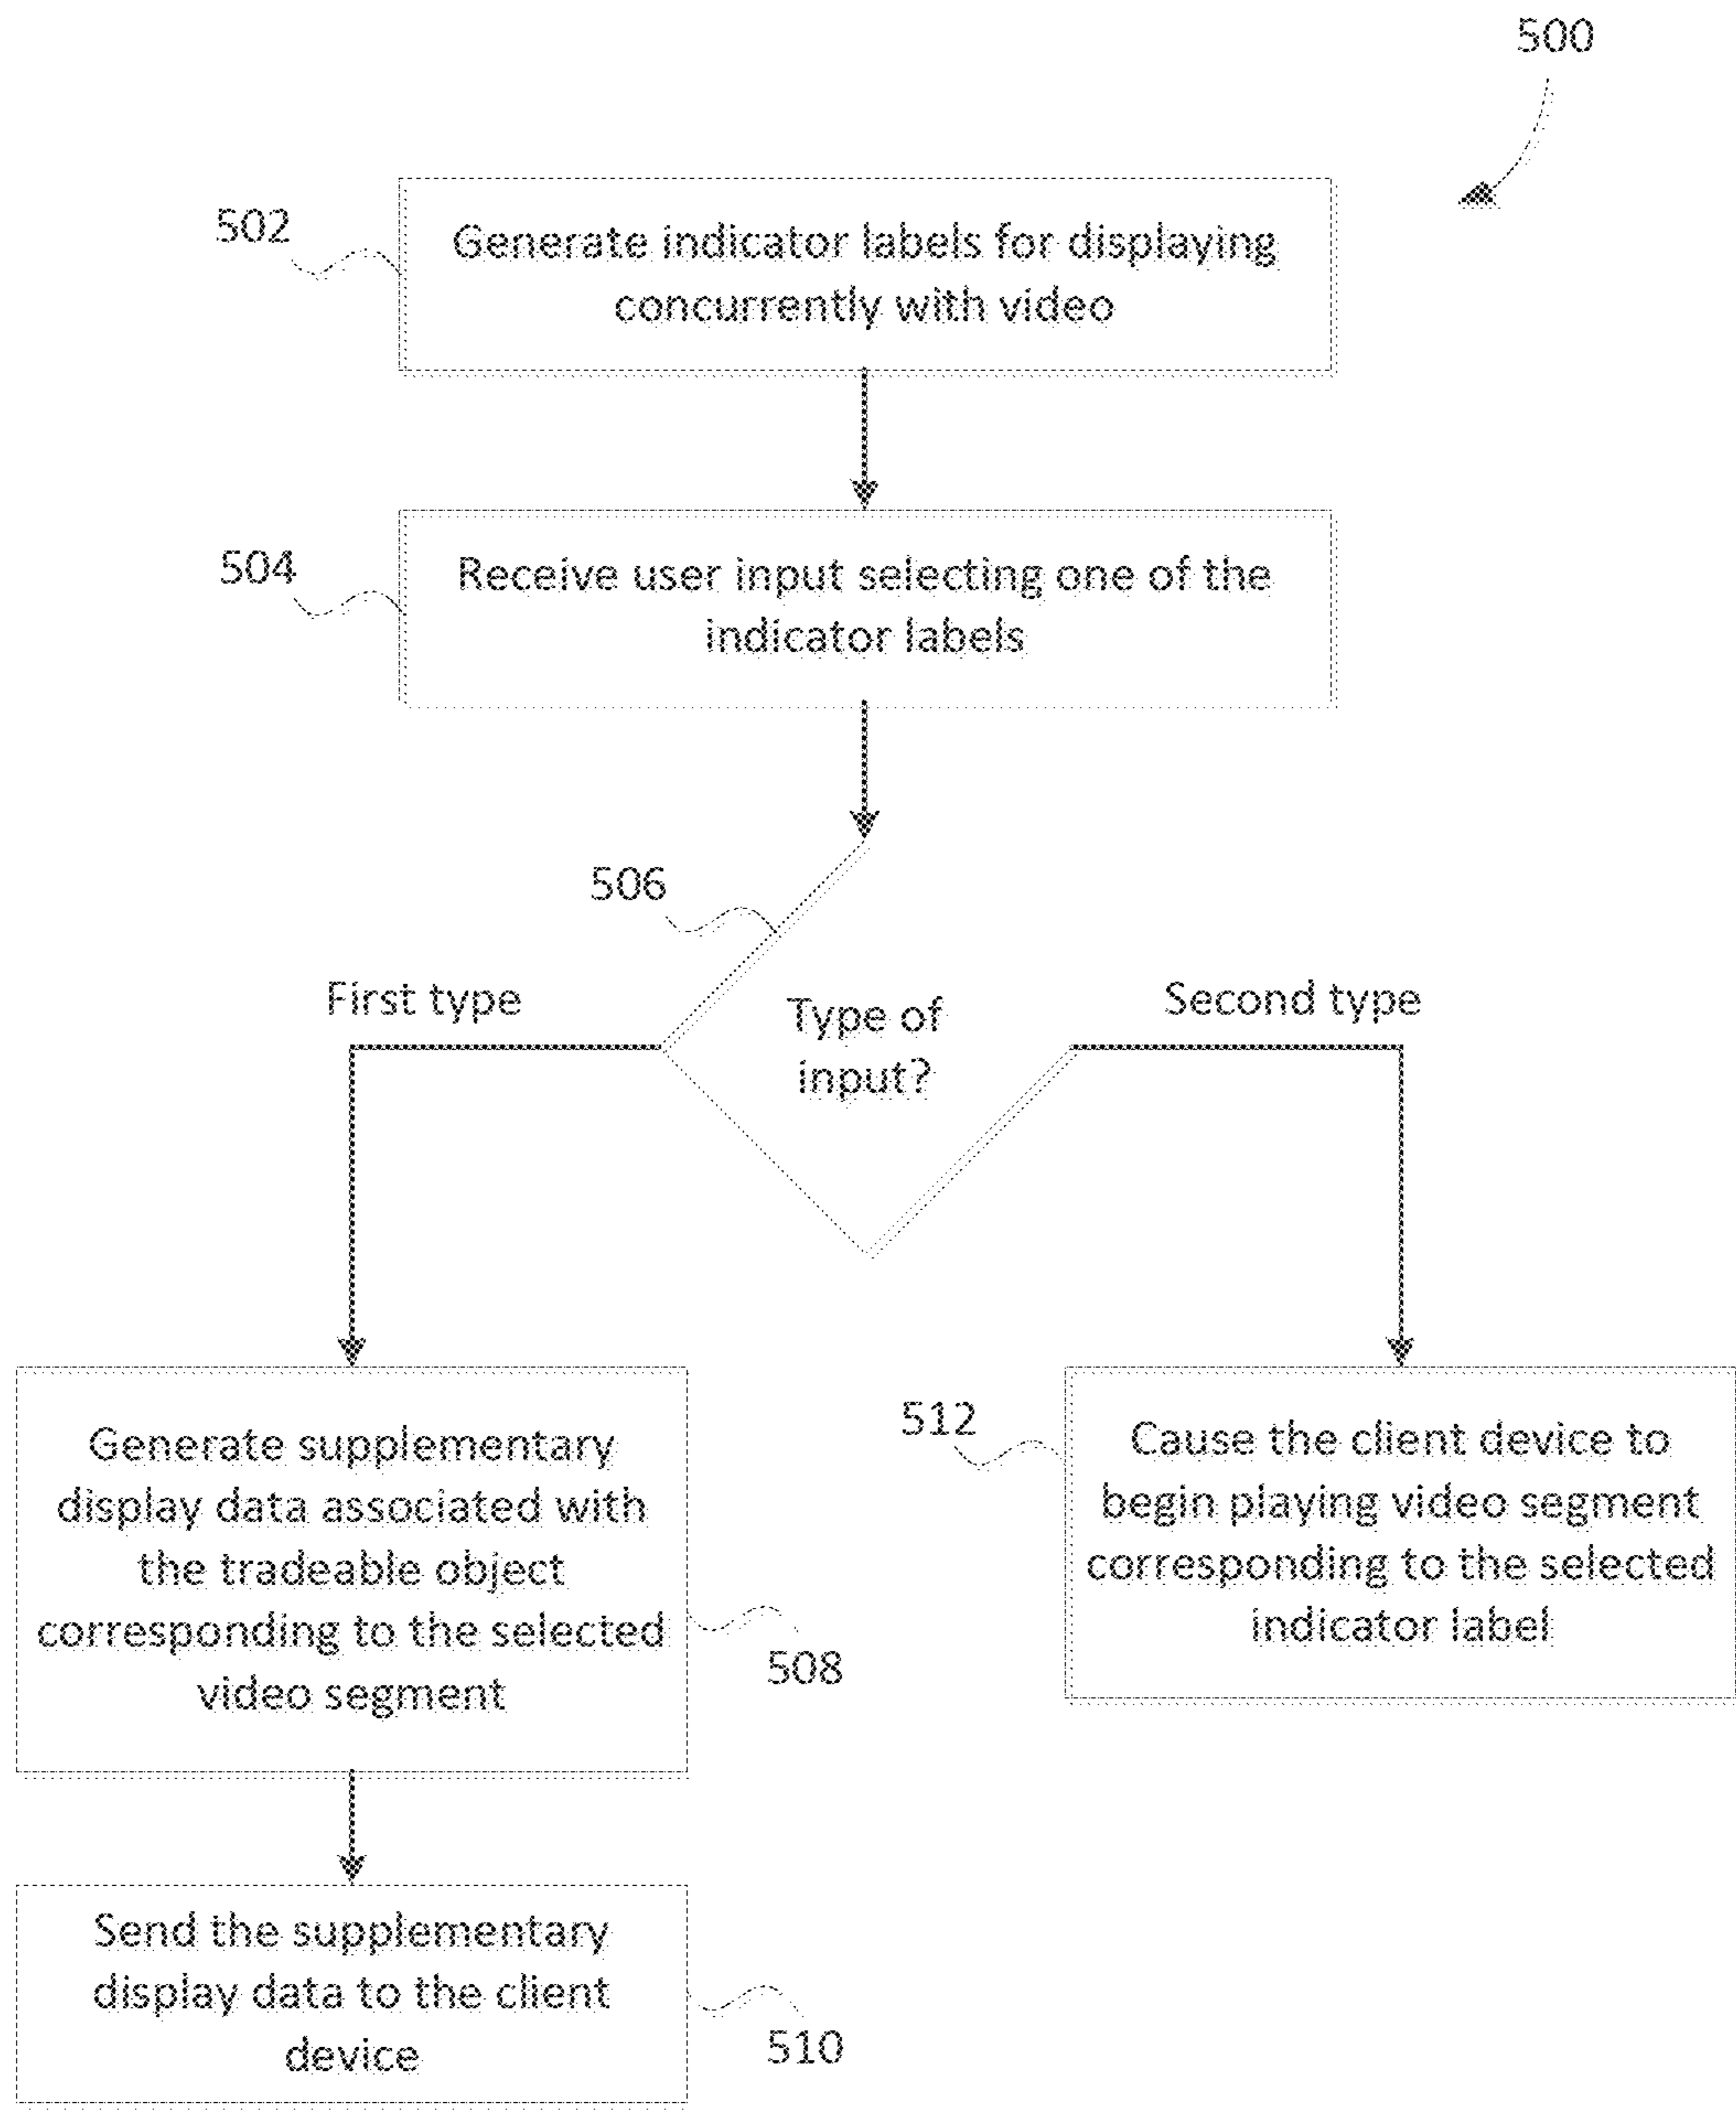 500
502
Generate indicator labels for displaying
concurrently with video
504
Receive user input selecting one of the
indicator labels
506
First type
Type of
input?
Second type
Generate supplementary
display data associated with
the tradeable object
corresponding to the selected
video segment
508
512
Cause the client device to
begin playing video segment
corresponding to the selected
indicator label
Send the supplementary
display data to the client
device
510